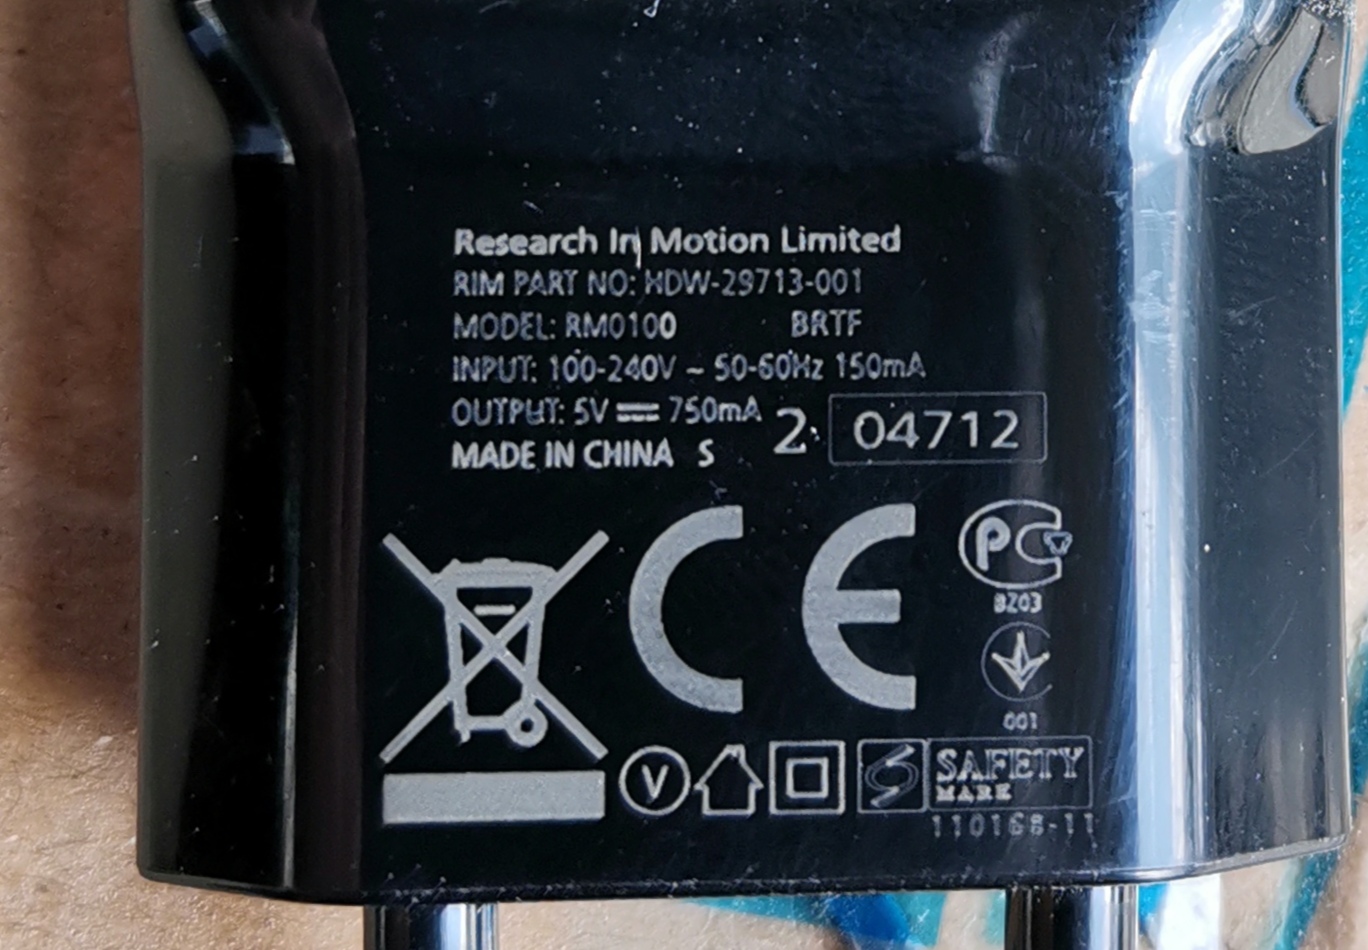 Research In Motion Limited
RIM PART NO: HDW-29713-001
MODEL: RM0100 BRTF
INPUT: 100-240V ~ 50-60Hz 150mA
OUTPUT: 5V ⎓ 750mA
2 04712
MADE IN CHINA S
CE
PC
BZ03
001
V
SAFETY
MARK
110168-11